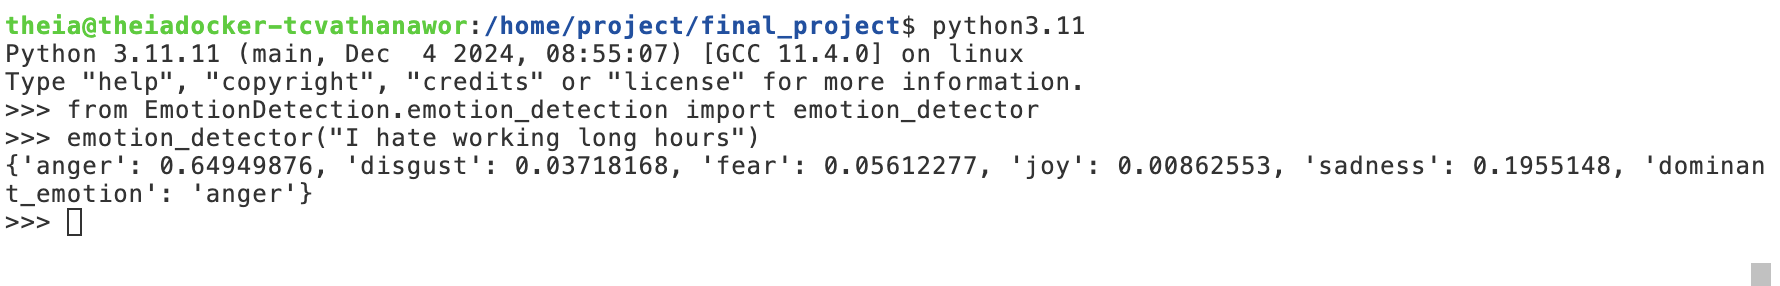 theia@theiadocker-tcvathanawor:/home/project/final_project$ python3.11
Python 3.11.11 (main, Dec  4 2024, 08:55:07) [GCC 11.4.0] on linux
Type "help", "copyright", "credits" or "license" for more information.
>>> from EmotionDetection.emotion_detection import emotion_detector
>>> emotion_detector("I hate working long hours")
{'anger': 0.64949876, 'disgust': 0.03718168, 'fear': 0.05612277, 'joy': 0.00862553, 'sadness': 0.1955148, 'dominan
t_emotion': 'anger'}
>>>